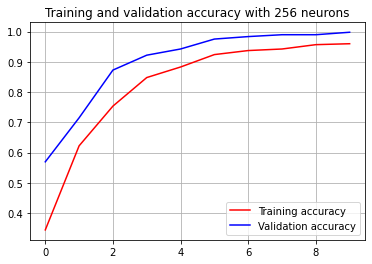 Training and validation accuracy with 256 neurons
1.0
0.9
0.8
0.7
0.6
0.5
0.4
0 2 4 6 8
Training accuracy
Validation accuracy